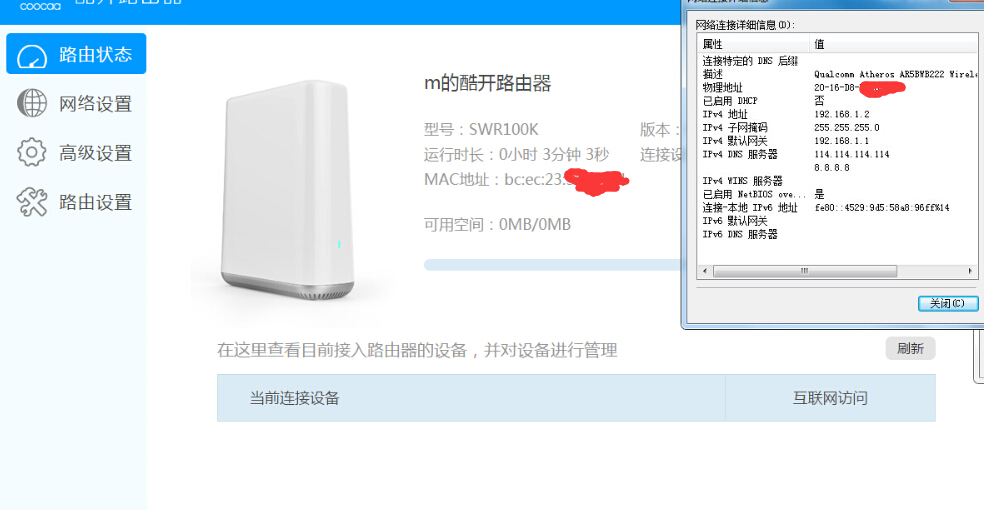 coocaa
网络连接详细信息(D):
属性 值
连接特定的 DNS 后缀
描述 Qualcomm Atheros AR5BWB222 Wirele
物理地址 20-16-D8-
已启用 DHCP 否
IPv4 地址 192.168.1.2
IPv4 子网掩码 255.255.255.0
IPv4 默认网关 192.168.1.1
IPv4 DNS 服务器 114.114.114.114
8.8.8.8
IPv4 WINS 服务器
已启用 NetBIOS ove... 是
连接-本地 IPv6 地址 fe80::4529:9d5:58a8:96ff%14
IPv6 默认网关
IPv6 DNS 服务器
关闭(C)
路由状态
网络设置
高级设置
路由设置
m的酷开路由器
型号：SWR100K 版本：
运行时长：0小时 3分钟 3秒 连接设
MAC地址：bc:ec:23:
可用空间：0MB/0MB
在这里查看目前接入路由器的设备，并对设备进行管理 刷新
当前连接设备 互联网访问